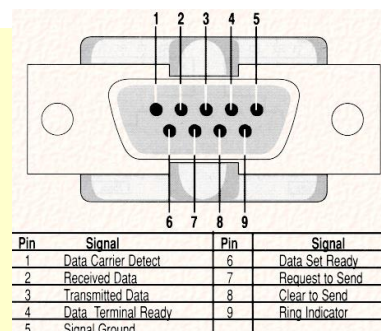 1 2 3 4 5
6 7 8 9
Pin Signal Pin Signal
1 Data Carrier Detect 6 Data Set Ready
2 Received Data 7 Request to Send
3 Transmitted Data 8 Clear to Send
4 Data Terminal Ready 9 Ring Indicator
5 Signal Ground